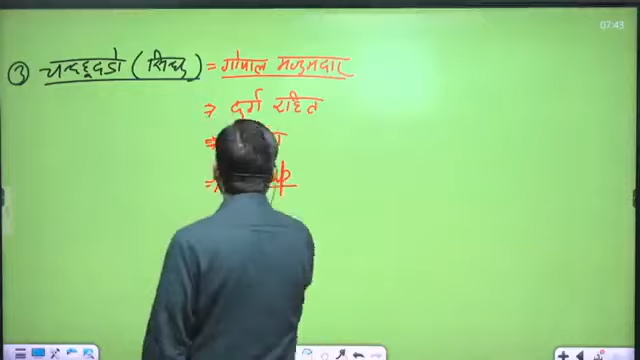 07:43
③ चन्हूदडो (सिन्ध) = गोपाल मजुमदार
→ दुर्ग रहित